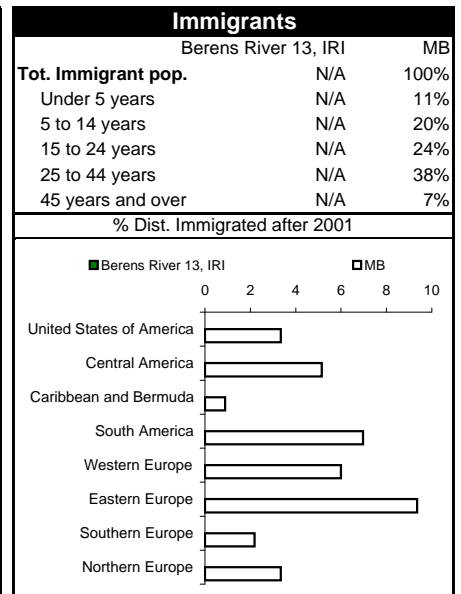 Immigrants
Berens River 13, IRI MB
Tot. Immigrant pop. N/A 100%
Under 5 years N/A 11%
5 to 14 years N/A 20%
15 to 24 years N/A 24%
25 to 44 years N/A 38%
45 years and over N/A 7%
% Dist. Immigrated after 2001
Berens River 13, IRI MB
0 2 4 6 8 10
United States of America
Central America
Caribbean and Bermuda
South America
Western Europe
Eastern Europe
Southern Europe
Northern Europe